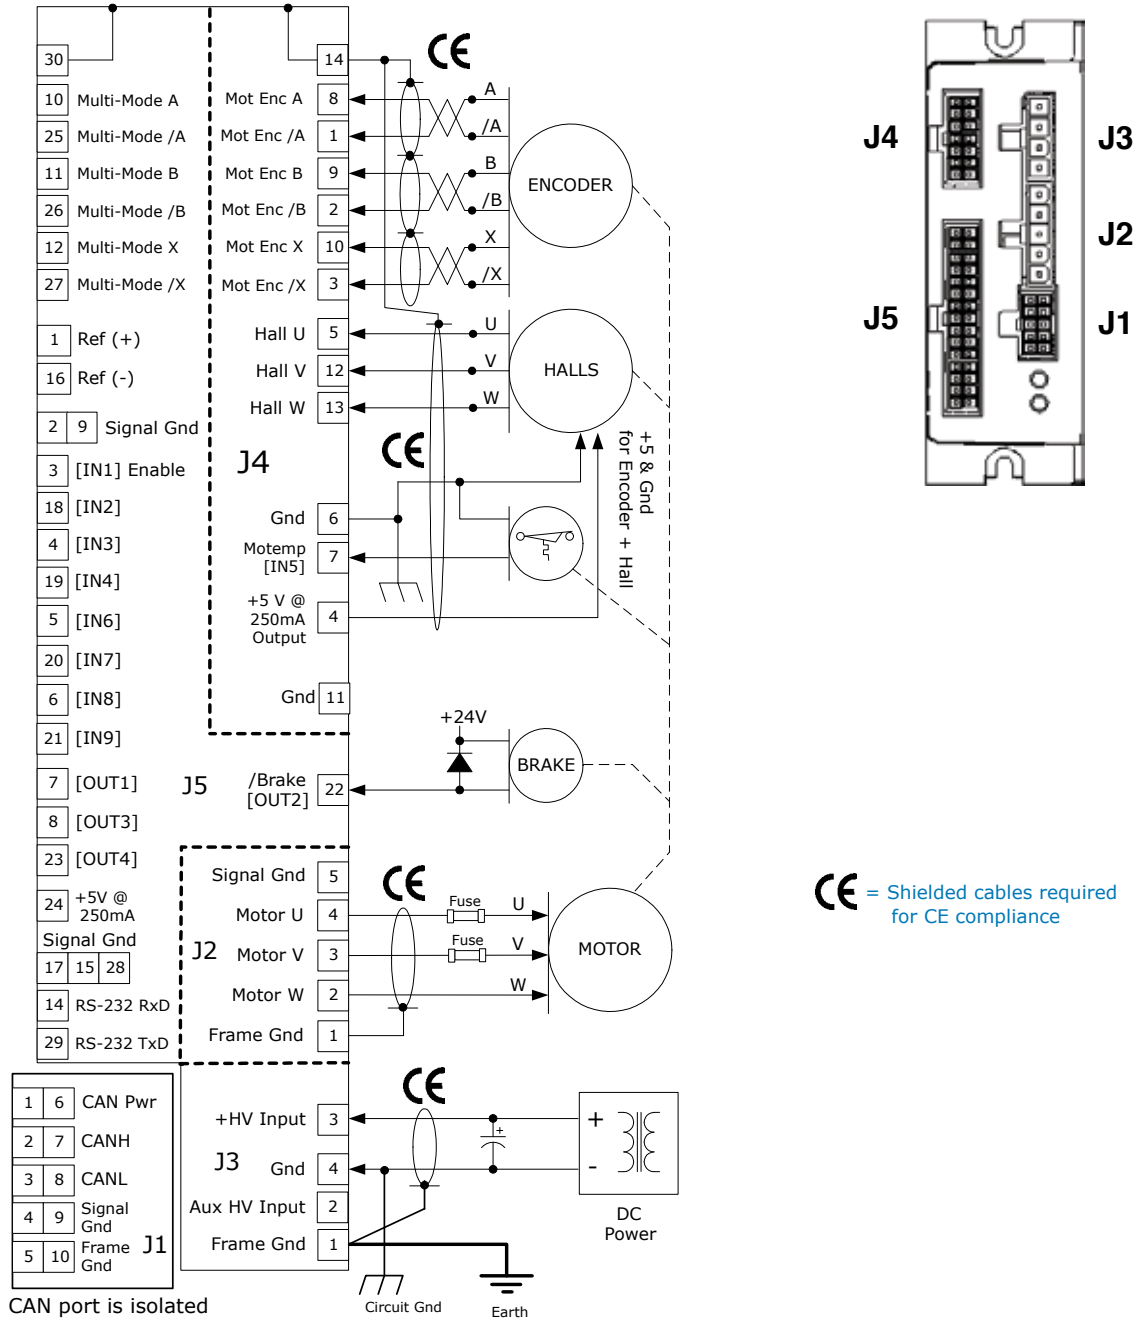 30
14
CE
10 Multi-Mode A
Mot Enc A 8
A
25 Multi-Mode /A
Mot Enc /A 1
/A
11 Multi-Mode B
Mot Enc B 9
B
ENCODER
26 Multi-Mode /B
Mot Enc /B 2
/B
12 Multi-Mode X
Mot Enc X 10
X
27 Multi-Mode /X
Mot Enc /X 3
/X
1 Ref (+)
Hall U 5
U
16 Ref (-)
Hall V 12
V
HALLS
2 9 Signal Gnd
Hall W 13
W
3 [IN1] Enable
J4
CE
+5 & Gnd
for Encoder + Hall
18 [IN2]
Gnd 6
4 [IN3]
Motemp
[IN5]
7
19 [IN4]
5 [IN6]
+5 V @
250mA
Output
4
20 [IN7]
6 [IN8]
Gnd 11
21 [IN9]
+24V
7 [OUT1]
J5
/Brake
[OUT2]
22
BRAKE
8 [OUT3]
23 [OUT4]
Signal Gnd 5
CE
24 +5V @
250mA
Motor U 4
Fuse
U
Signal Gnd
17 15 28
J2
Motor V 3
Fuse
V
MOTOR
14 RS-232 RxD
Motor W 2
W
29 RS-232 TxD
Frame Gnd 1
CE
1 6 CAN Pwr
+HV Input 3
+
+
2 7 CANH
J3
Gnd 4
-
3 8 CANL
Aux HV Input 2
4 9 Signal
Gnd
DC
Power
5 10 Frame
Gnd
J1
Frame Gnd 1
CAN port is isolated
Circuit Gnd
Earth
J4
J3
J2
J5
J1
CE = Shielded cables required
for CE compliance